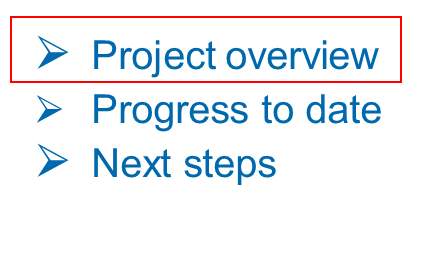 Project overview
Progress to date
Next steps